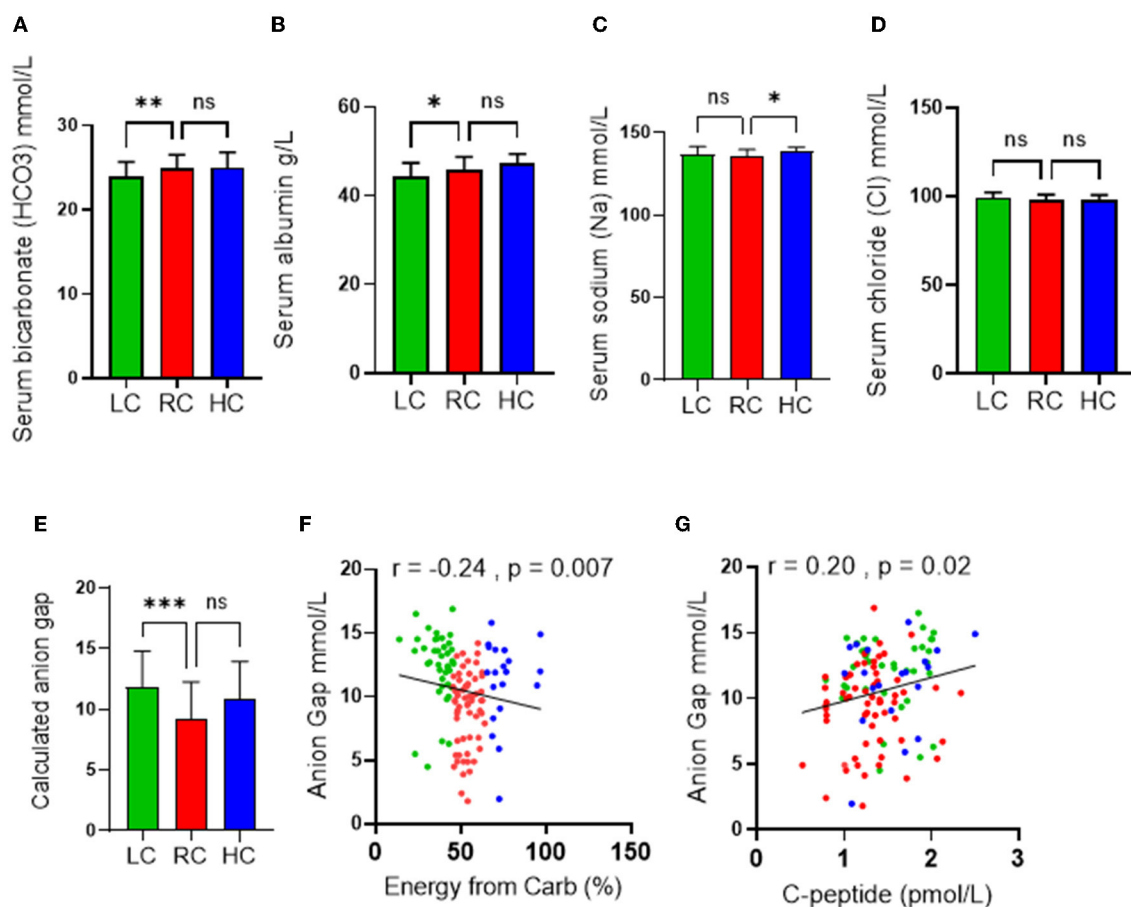 A
B
C
D
Serum bicarbonate (HCO3) mmol/L
30
20
10
0
**
ns
LC
RC
HC
Serum albumin g/L
60
40
20
0
*
ns
LC
RC
HC
Serum sodium (Na) mmol/L
150
100
50
0
ns
*
LC
RC
HC
Serum chloride (Cl) mmol/L
150
100
50
0
ns
ns
LC
RC
HC
E
F
G
Calculated anion gap
20
15
10
5
0
***
ns
LC
RC
HC
r = -0.24 , p = 0.007
Anion Gap mmol/L
20
15
10
5
0
0
50
100
150
Energy from Carb (%)
r = 0.20 , p = 0.02
Anion Gap mmol/L
20
15
10
5
0
0
1
2
3
C-peptide (pmol/L)